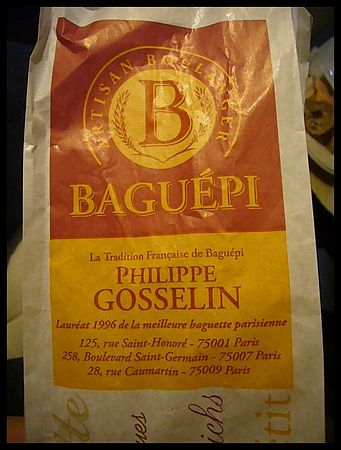 ARTISAN BOULANGER
B
BAGUÉPI
La Tradition Française de Baguépi
PHILIPPE
GOSSELIN
Lauréat 1996 de la meilleure baguette parisienne
125, rue Saint-Honoré - 75001 Paris
258, Boulevard Saint-Germain - 75007 Paris
28, rue Caumartin - 75009 Paris